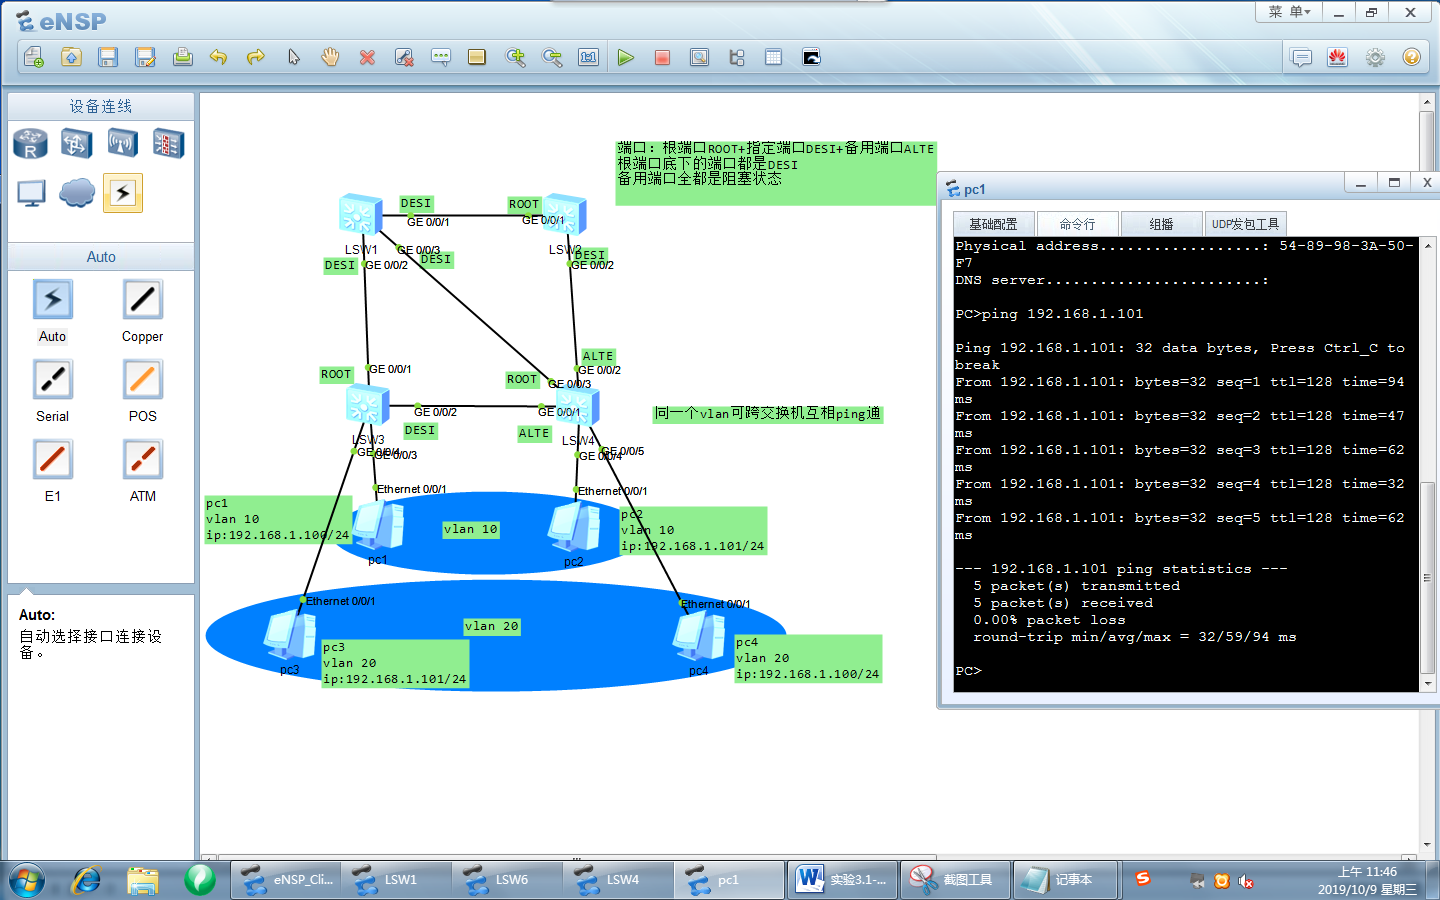 eNSP
菜 单
设备连线
Auto
Auto
Copper
Serial
POS
E1
ATM
Auto:
自动选择接口连接设
备。
端口：根端口ROOT+指定端口DESI+备用端口ALTE
根端口底下的端口都是DESI
备用端口全都是阻塞状态
DESI
GE 0/0/1
ROOT
GE 0/0/1
LSW1
GE 0/0/3
DESI
LSW2
DESI
DESI
GE 0/0/2
GE 0/0/2
ALTE
GE 0/0/1
GE 0/0/2
ROOT
ROOT
GE 0/0/3
GE 0/0/2
GE 0/0/1
DESI
ALTE
LSW3
LSW4
同一个vlan可跨交换机互相ping通
GE 0/0/4
GE 0/0/3
GE 0/0/4
GE 0/0/5
Ethernet 0/0/1
Ethernet 0/0/1
pc1
vlan 10
ip:192.168.1.100/24
vlan 10
pc2
vlan 10
ip:192.168.1.101/24
pc1
pc2
Ethernet 0/0/1
Ethernet 0/0/1
vlan 20
pc3
vlan 20
ip:192.168.1.101/24
pc4
vlan 20
ip:192.168.1.100/24
pc3
pc4
pc1
基础配置
命令行
组播
UDP发包工具
Physical address..................: 54-89-98-3A-50-
F7
DNS server........................:
PC>ping 192.168.1.101
Ping 192.168.1.101: 32 data bytes, Press Ctrl_C to
break
From 192.168.1.101: bytes=32 seq=1 ttl=128 time=94
ms
From 192.168.1.101: bytes=32 seq=2 ttl=128 time=47
ms
From 192.168.1.101: bytes=32 seq=3 ttl=128 time=62
ms
From 192.168.1.101: bytes=32 seq=4 ttl=128 time=32
ms
From 192.168.1.101: bytes=32 seq=5 ttl=128 time=62
ms
--- 192.168.1.101 ping statistics ---
5 packet(s) transmitted
5 packet(s) received
0.00% packet loss
round-trip min/avg/max = 32/59/94 ms
PC>
eNSP_Cli...
LSW1
LSW6
LSW4
pc1
实验3.1-...
截图工具
记事本
上午 11:46
2019/10/9 星期三